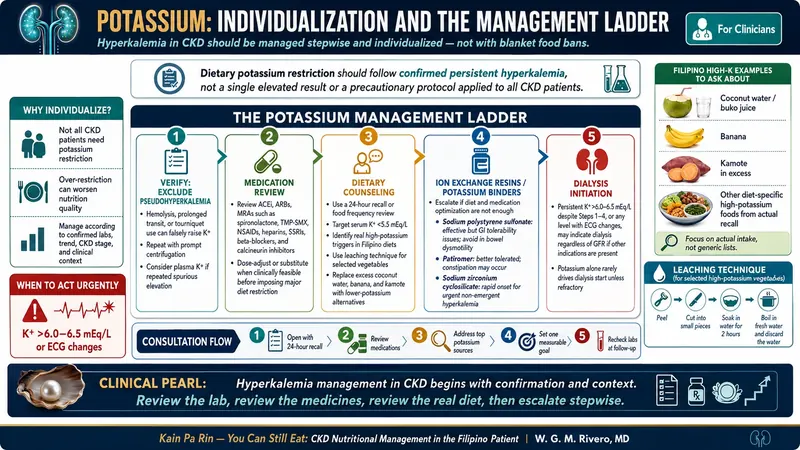 POTASSIUM: INDIVIDUALIZATION AND THE MANAGEMENT LADDER
Hyperkalemia in CKD should be managed stepwise and individualized — not with blanket food bans.
For Clinicians
Dietary potassium restriction should follow confirmed persistent hyperkalemia,
not a single elevated result or a precautionary protocol applied to all CKD patients.
WHY INDIVIDUALIZE?
Not all CKD
patients need
potassium
restriction
Over-restriction
can worsen
nutrition
quality
Manage according
to confirmed labs,
trend, CKD stage,
and clinical
context
WHEN TO ACT URGENTLY
K⁺ >6.0–6.5 mEq/L
or ECG changes
THE POTASSIUM MANAGEMENT LADDER
1
VERIFY:
EXCLUDE
PSEUDOHYPERKALEMIA
• Hemolysis, prolonged
transit, or tourniquet
use can falsely raise K⁺
• Repeat with prompt
centrifugation
• Consider plasma K⁺ if
repeated spurious
elevation
2
MEDICATION
REVIEW
• Review ACEi, ARBs,
MRAs such as
spironolactone, TMP-SMX,
NSAIDs, heparin, SSRIs,
beta-blockers, and
calcineurin inhibitors
• Dose-adjust or substitute
when clinically feasible
before imposing major
diet restriction
3
DIETARY
COUNSELING
• Use a 24-hour recall or
food frequency review
• Target serum K⁺ <5.5 mEq/L
• Identify real high-potassium
triggers in Filipino diets
• Use leaching technique
for selected vegetables
• Replace excess coconut
water, banana, and kamote
with lower-potassium
alternatives
4
ION EXCHANGE RESINS /
POTASSIUM BINDERS
Escalate if diet and medication
optimization are not enough
• Sodium polystyrene sulfonate:
effective but GI tolerability
issues; avoid in
bowel dysmotility
• Patiromer: better tolerated;
constipation may occur
• Sodium zirconium
cyclosilicate: rapid onset for
urgent non-emergent
hyperkalemia
5
DIALYSIS
INITIATION
• Persistent K⁺ >6.0–6.5 mEq/L
despite Steps 1–4, or any
level with ECG changes,
may indicate dialysis
regardless of GFR if other
indications are present
• Potassium alone rarely
drives dialysis start unless
refractory
CONSULTATION FLOW
1
Open with
24-hour recall
2
Review
medications
3
Address top
potassium
sources
4
Set one
measurable
goal
5
Recheck labs
at follow-up
FILIPINO HIGH-K EXAMPLES
TO ASK ABOUT
Coconut water /
buko juice
Banana
Kamote
in excess
Other diet-specific
high-potassium
foods from actual
recall
Focus on actual intake,
not generic lists.
LEACHING TECHNIQUE
(for selected high-potassium vegetables)
Peel
Cut into
small pieces
Soak in
water for
2 hours
Boil in
fresh water
and discard
the water
CLINICAL PEARL:
Hyperkalemia management in CKD begins with confirmation and context.
Review the lab, review the medicines, review the real diet, then escalate stepwise.
Kain Pa Rin — You Can Still Eat: CKD Nutritional Management in the Filipino Patient | W. G. M. Rivero, MD